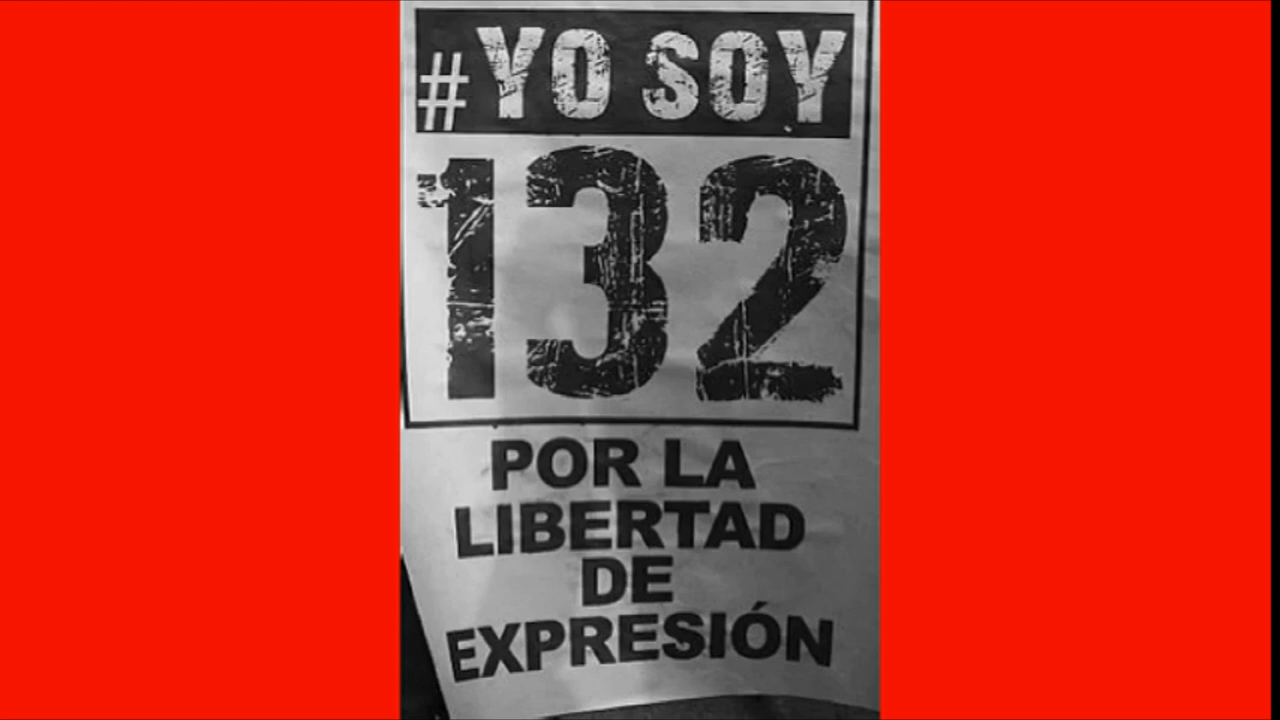 #YO SOY
132
POR LA
LIBERTAD
DE
EXPRESIÓN